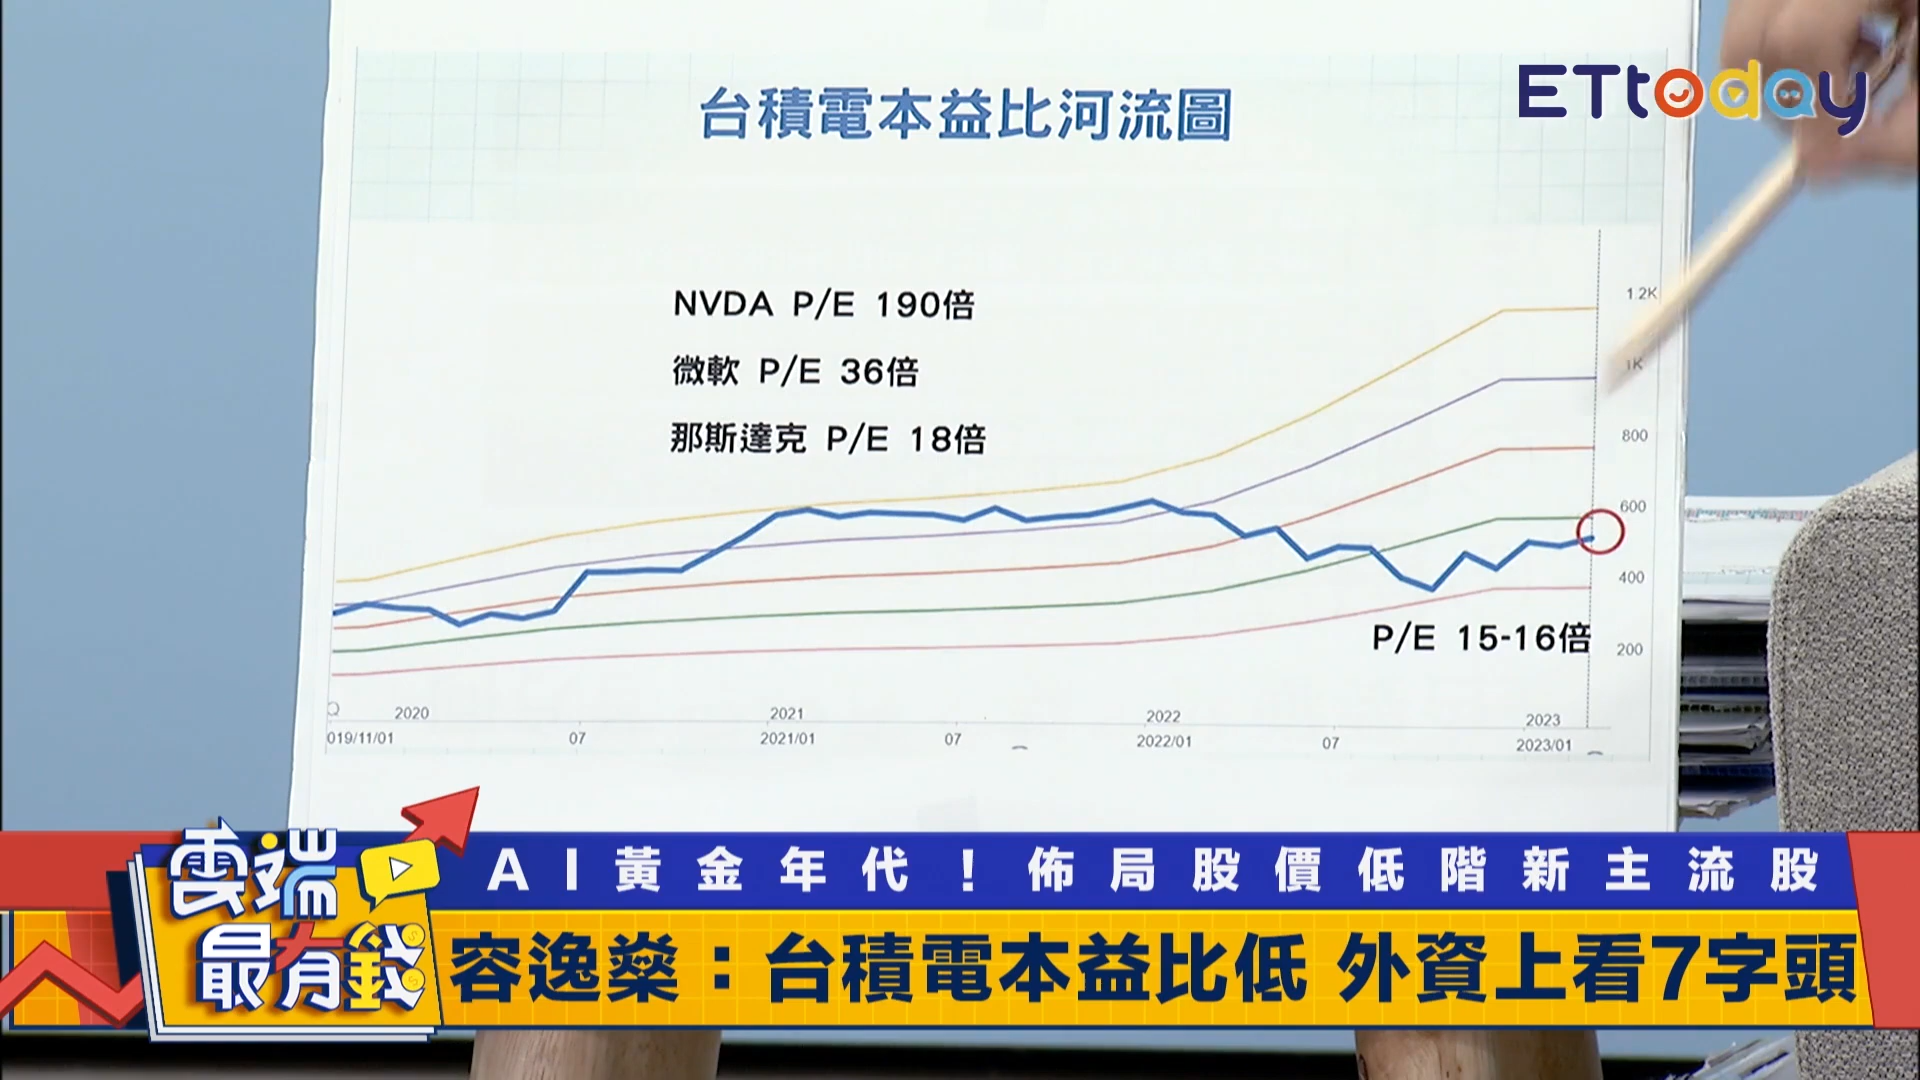 ETtoday
台積電本益比河流圖
NVDA P/E 190倍
微軟 P/E 36倍
那斯達克 P/E 18倍
1.2K
1K
800
600
400
P/E 15-16倍
200
2020
2021
2022
2023
019/11/01
07
2021/01
07
2022/01
07
2023/01
雲端
最有錢
AI黃金年代！佈局股價低階新主流股
容逸燊：台積電本益比低 外資上看7字頭